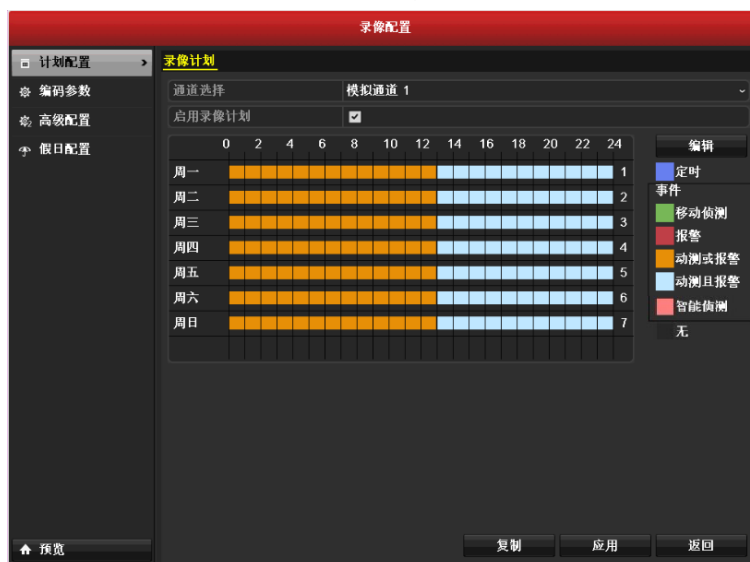 录像配置
计划配置
编码参数
高级配置
假日配置
预览
录像计划
通道选择 模拟通道 1
启用录像计划
0 2 4 6 8 10 12 14 16 18 20 22 24
周一 1
周二 2
周三 3
周四 4
周五 5
周六 6
周日 7
编辑
定时
事件
移动侦测
报警
动测或报警
动测且报警
智能侦测
无
复制 应用 返回